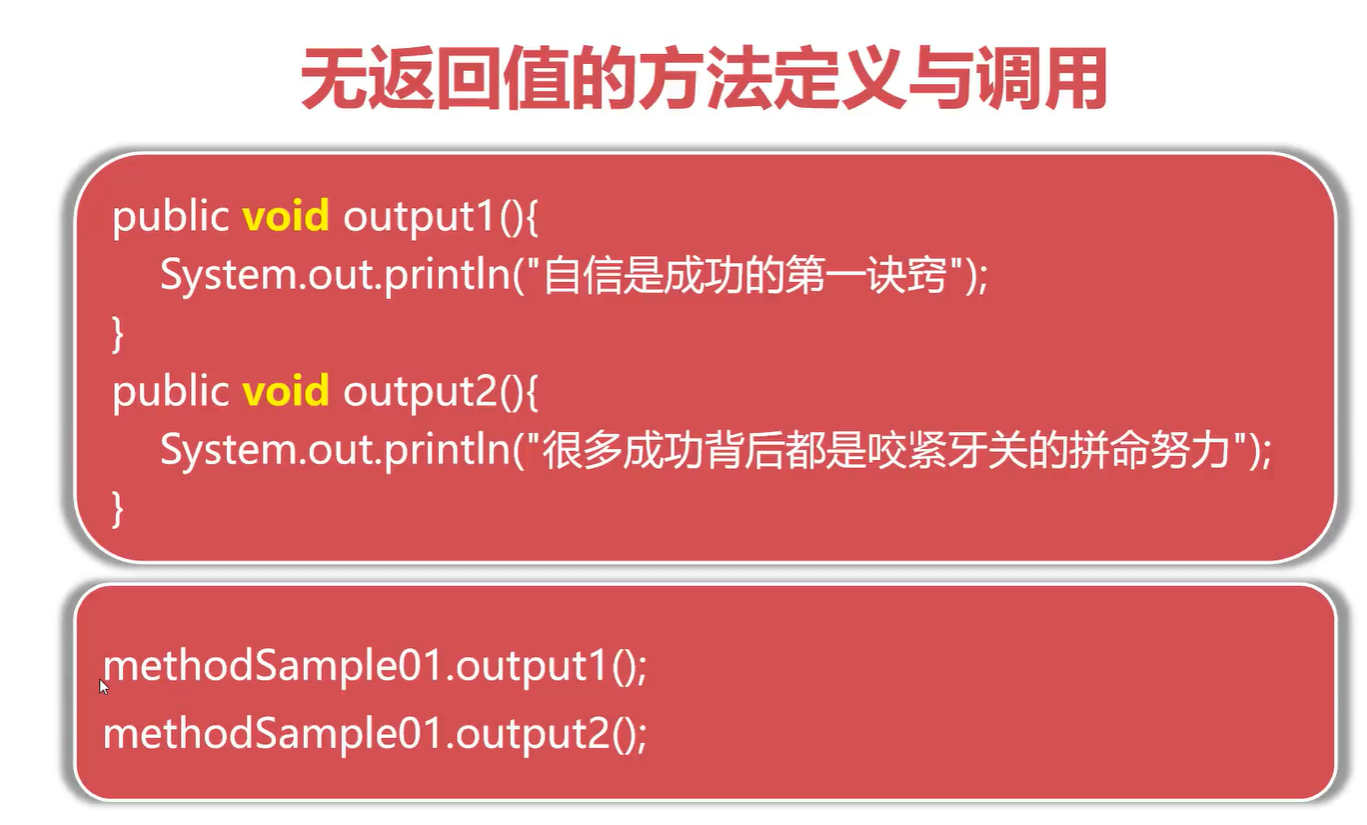 无返回值的方法定义与调用
public void output1(){
System.out.println("自信是成功的第一诀窍");
}
public void output2(){
System.out.println("很多成功背后都是咬紧牙关的拼命努力");
}
methodSample01.output1();
methodSample01.output2();